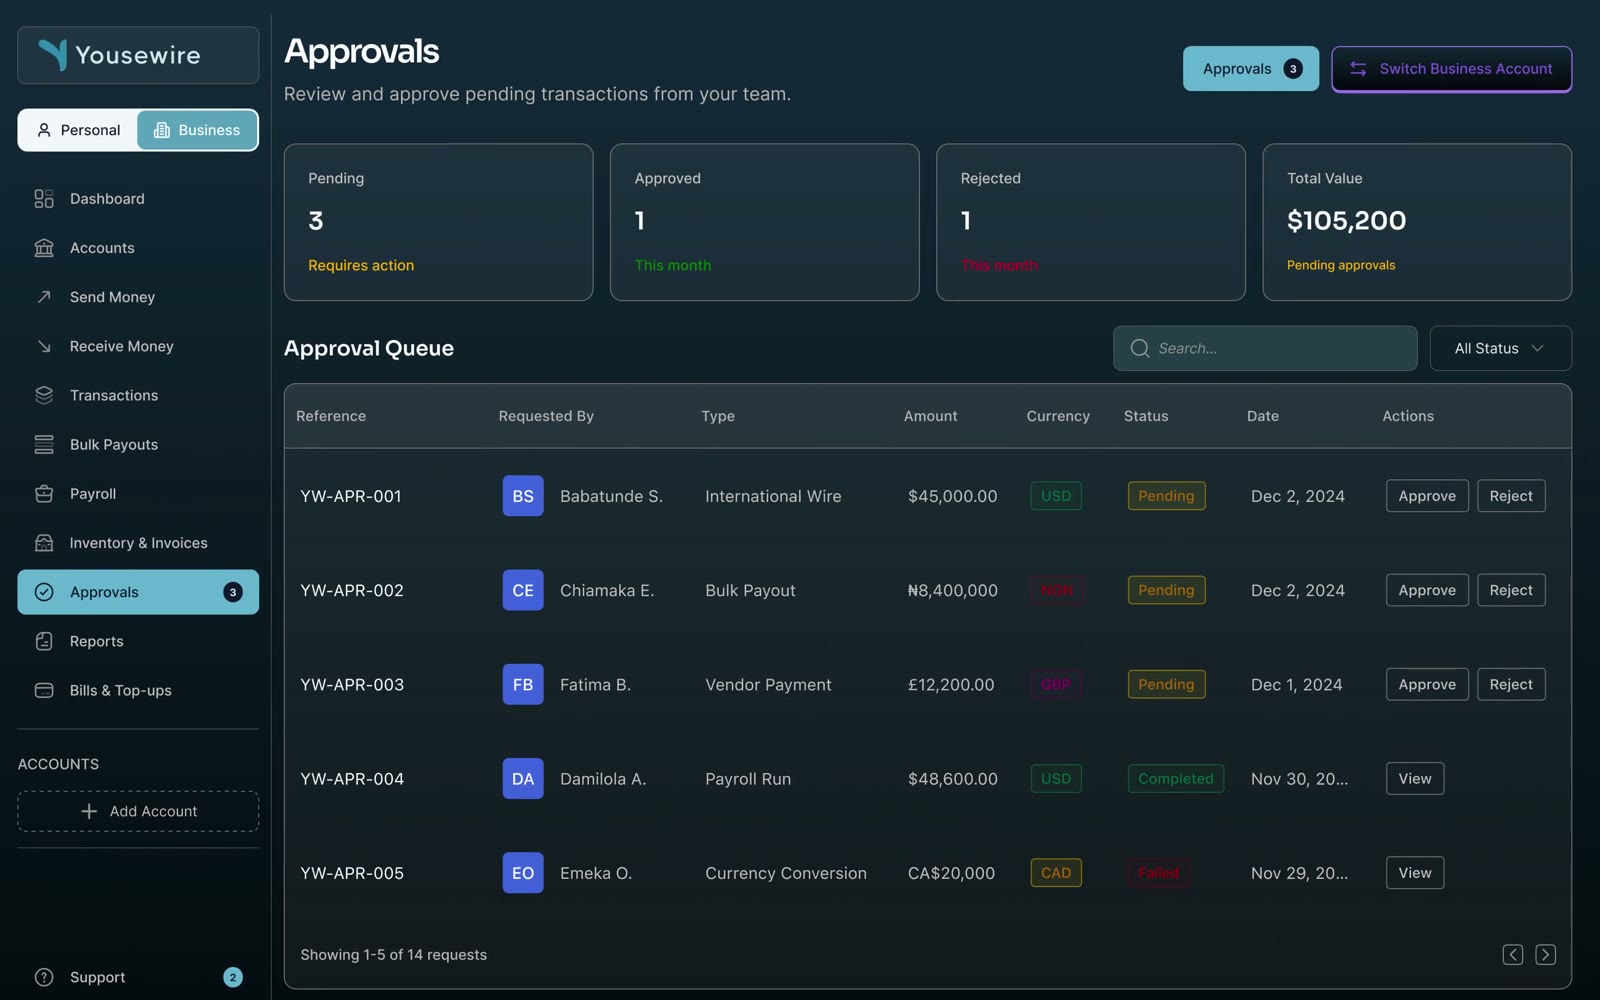 Yousewire
Personal
Business
Dashboard
Accounts
Send Money
Receive Money
Transactions
Bulk Payouts
Payroll
Inventory & Invoices
Approvals 3
Reports
Bills & Top-ups
ACCOUNTS
Add Account
Support 2
Approvals
Review and approve pending transactions from your team.
Approvals 3
Switch Business Account
Pending
3
Requires action
Approved
1
This month
Rejected
1
This month
Total Value
$105,200
Pending approvals
Approval Queue
Search...
All Status
Reference Requested By Type Amount Currency Status Date Actions
YW-APR-001 BS Babatunde S. International Wire $45,000.00 USD Pending Dec 2, 2024 Approve Reject
YW-APR-002 CE Chiamaka E. Bulk Payout ₦8,400,000 NGN Pending Dec 2, 2024 Approve Reject
YW-APR-003 FB Fatima B. Vendor Payment £12,200.00 GBP Pending Dec 1, 2024 Approve Reject
YW-APR-004 DA Damilola A. Payroll Run $48,600.00 USD Completed Nov 30, 20... View
YW-APR-005 EO Emeka O. Currency Conversion CA$20,000 CAD Failed Nov 29, 20... View
Showing 1-5 of 14 requests